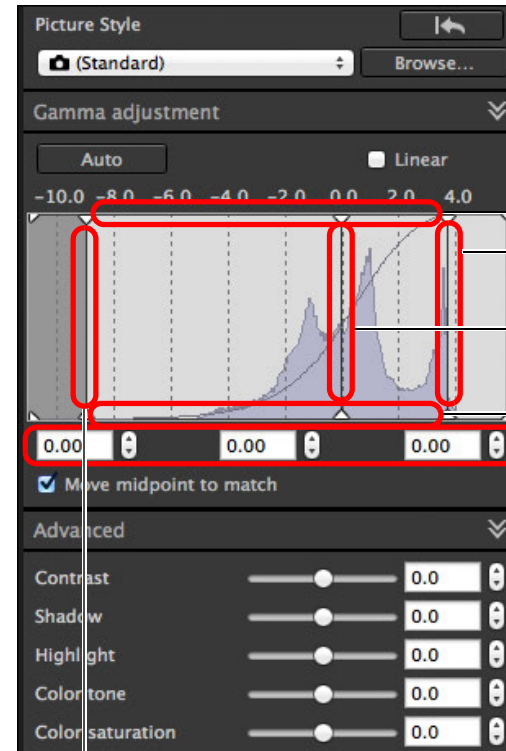 Picture Style
(Standard) Browse...
Gamma adjustment
Auto Linear
-10.0 -8.0 -6.0 -4.0 -2.0 0.0 2.0 4.0
0.00 0.00 0.00
Move midpoint to match
Advanced
Contrast 0.0
Shadow 0.0
Highlight 0.0
Color tone 0.0
Color saturation 0.0